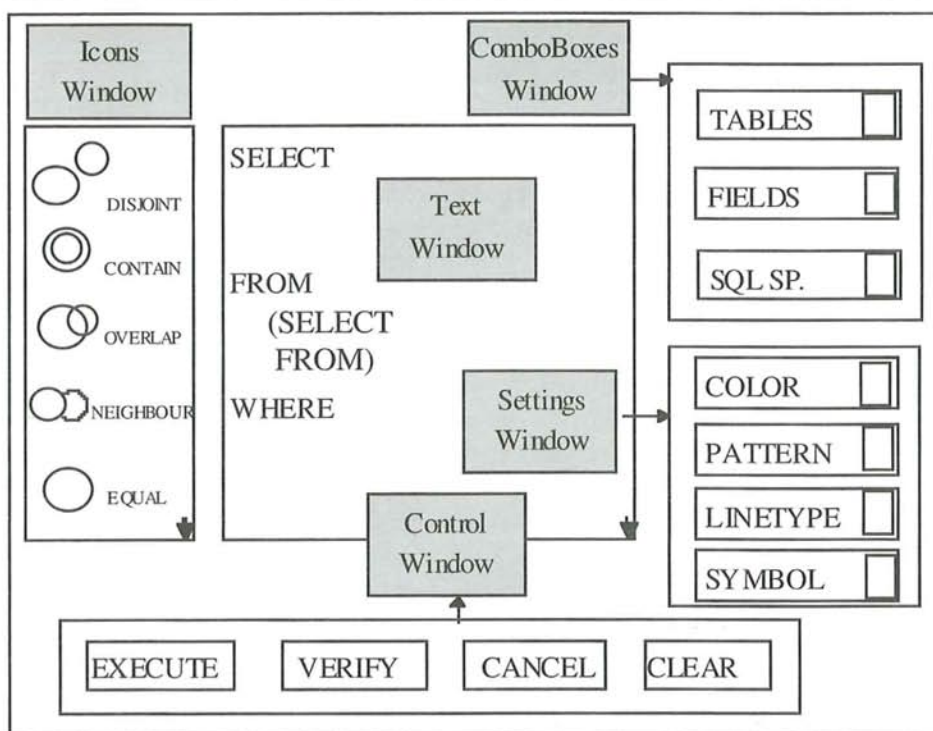 Icons
Window
ComboBoxes
Window
DISJOINT
CONTAIN
OVERLAP
NEIGHBOUR
EQUAL
SELECT
Text
Window
FROM
(SELECT
FROM)
WHERE
Settings
Window
Control
Window
TABLES
FIELDS
SQL SP.
COLOR
PATTERN
LINETYPE
SYMBOL
EXECUTE
VERIFY
CANCEL
CLEAR